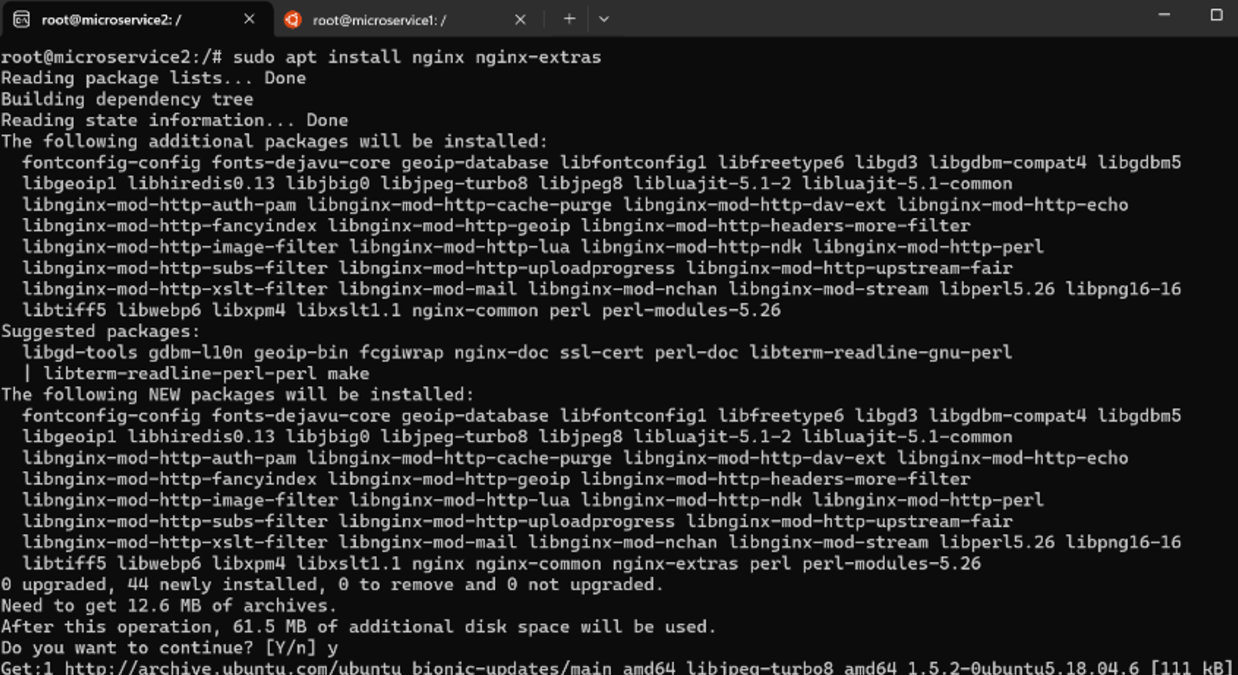 root@microservice2: /
root@microservice1: /
root@microservice2:/# sudo apt install nginx nginx-extras
Reading package lists... Done
Building dependency tree
Reading state information... Done
The following additional packages will be installed:
  fontconfig-config fonts-dejavu-core geoip-database libfontconfig1 libfreetype6 libgd3 libgdbm-compat4 libgdbm5
  libgeoip1 libhiredis0.13 libjbig0 libjpeg-turbo8 libjpeg8 libluajit-5.1-2 libluajit-5.1-common
  libnginx-mod-http-auth-pam libnginx-mod-http-cache-purge libnginx-mod-http-dav-ext libnginx-mod-http-echo
  libnginx-mod-http-fancyindex libnginx-mod-http-geoip libnginx-mod-http-headers-more-filter
  libnginx-mod-http-image-filter libnginx-mod-http-lua libnginx-mod-http-ndk libnginx-mod-http-perl
  libnginx-mod-http-subs-filter libnginx-mod-http-uploadprogress libnginx-mod-http-upstream-fair
  libnginx-mod-http-xslt-filter libnginx-mod-mail libnginx-mod-nchan libnginx-mod-stream libperl5.26 libpng16-16
  libtiff5 libwebp6 libxpm4 libxslt1.1 nginx-common perl perl-modules-5.26
Suggested packages:
  libgd-tools gdbm-l10n geoip-bin fcgiwrap nginx-doc ssl-cert perl-doc libterm-readline-gnu-perl
  | libterm-readline-perl-perl make
The following NEW packages will be installed:
  fontconfig-config fonts-dejavu-core geoip-database libfontconfig1 libfreetype6 libgd3 libgdbm-compat4 libgdbm5
  libgeoip1 libhiredis0.13 libjbig0 libjpeg-turbo8 libjpeg8 libluajit-5.1-2 libluajit-5.1-common
  libnginx-mod-http-auth-pam libnginx-mod-http-cache-purge libnginx-mod-http-dav-ext libnginx-mod-http-echo
  libnginx-mod-http-fancyindex libnginx-mod-http-geoip libnginx-mod-http-headers-more-filter
  libnginx-mod-http-image-filter libnginx-mod-http-lua libnginx-mod-http-ndk libnginx-mod-http-perl
  libnginx-mod-http-subs-filter libnginx-mod-http-uploadprogress libnginx-mod-http-upstream-fair
  libnginx-mod-http-xslt-filter libnginx-mod-mail libnginx-mod-nchan libnginx-mod-stream libperl5.26 libpng16-16
  libtiff5 libwebp6 libxpm4 libxslt1.1 nginx nginx-common nginx-extras perl perl-modules-5.26
0 upgraded, 44 newly installed, 0 to remove and 0 not upgraded.
Need to get 12.6 MB of archives.
After this operation, 61.5 MB of additional disk space will be used.
Do you want to continue? [Y/n] y
Get:1 http://archive.ubuntu.com/ubuntu bionic-updates/main amd64 libjpeg-turbo8 amd64 1.5.2-0ubuntu5.18.04.6 [111 kB]